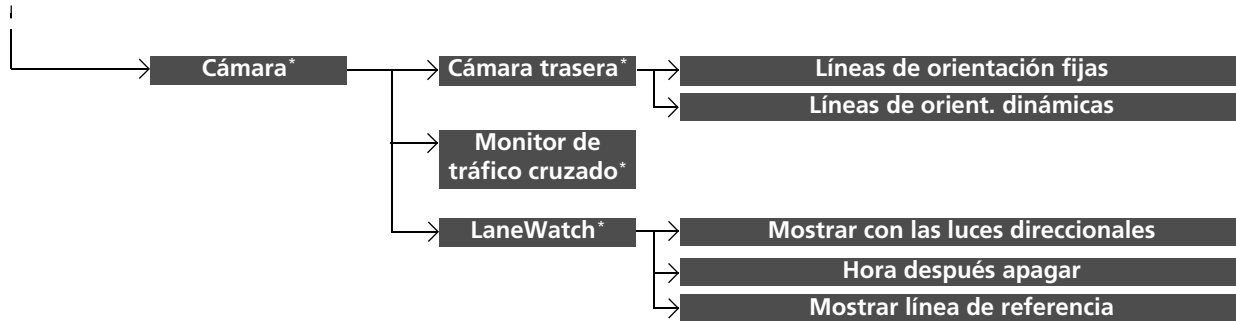 Cámara*
Cámara trasera*
Líneas de orientación fijas
Líneas de orient. dinámicas
Monitor de
tráfico cruzado*
LaneWatch*
Mostrar con las luces direccionales
Hora después apagar
Mostrar línea de referencia